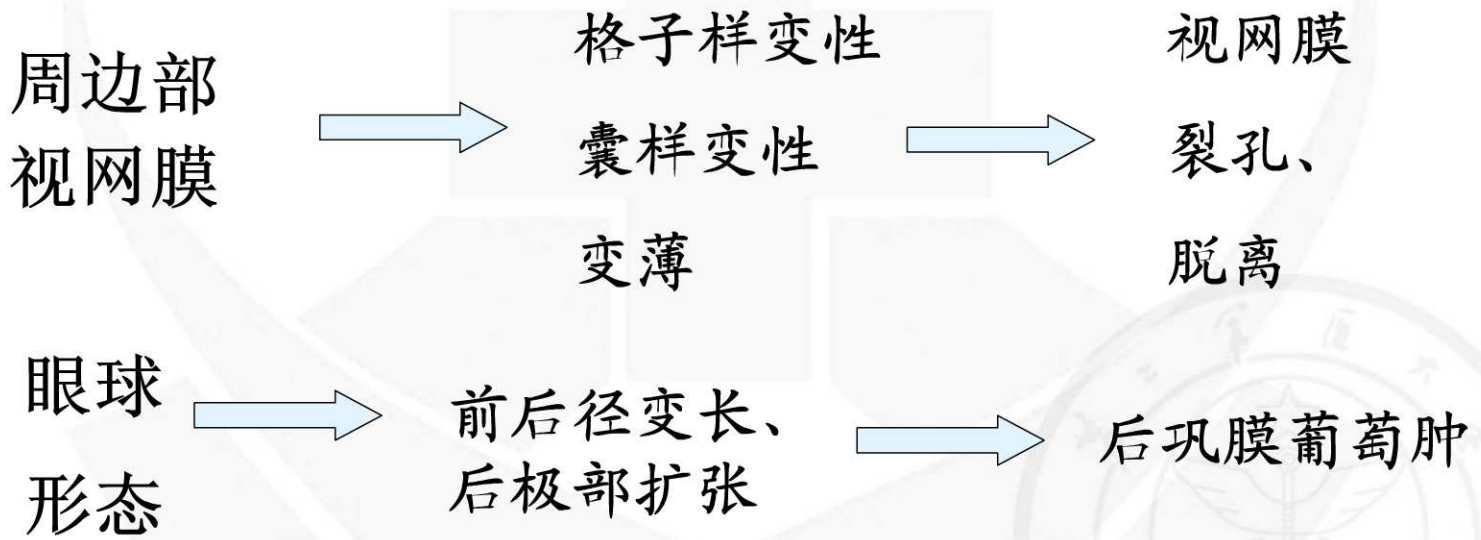 周边部
视网膜
格子样变性
囊样变性
变薄
视网膜
裂孔、
脱离
眼球
形态
前后径变长、
后极部扩张
后巩膜葡萄肿